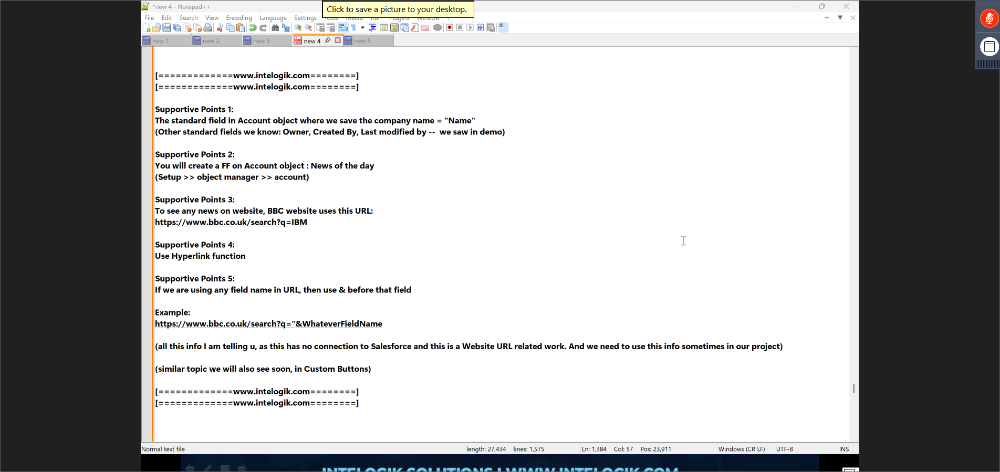 *new 4 - Notepad++
Click to save a picture to your desktop.
File Edit Search View Encoding Language Settings Tools Macro Run Plugins Window ?
new 1 new 2 new 3 new 4 new 5
[=============www.intelogik.com========]
[=============www.intelogik.com========]
Supportive Points 1:
The standard field in Account object where we save the company name = "Name"
(Other standard fields we know: Owner, Created By, Last modified by -- we saw in demo)
Supportive Points 2:
You will create a FF on Account object : News of the day
(Setup >> object manager >> account)
Supportive Points 3:
To see any news on website, BBC website uses this URL:
https://www.bbc.co.uk/search?q=IBM
Supportive Points 4:
Use Hyperlink function
Supportive Points 5:
If we are using any field name in URL, then use & before that field
Example:
https://www.bbc.co.uk/search?q="&WhateverFieldName
(all this info I am telling u, as this has no connection to Salesforce and this is a Website URL related work. And we need to use this info sometimes in our project)
(similar topic we will also see soon, in Custom Buttons)
[=============www.intelogik.com========]
[=============www.intelogik.com========]
Normal text file length: 27,434 lines: 1,575 Ln: 1,384 Col: 57 Pos: 23,911 Windows (CR LF) UTF-8 INS
INTELOGIK SOLUTIONS | WWW.INTELOGIK.COM